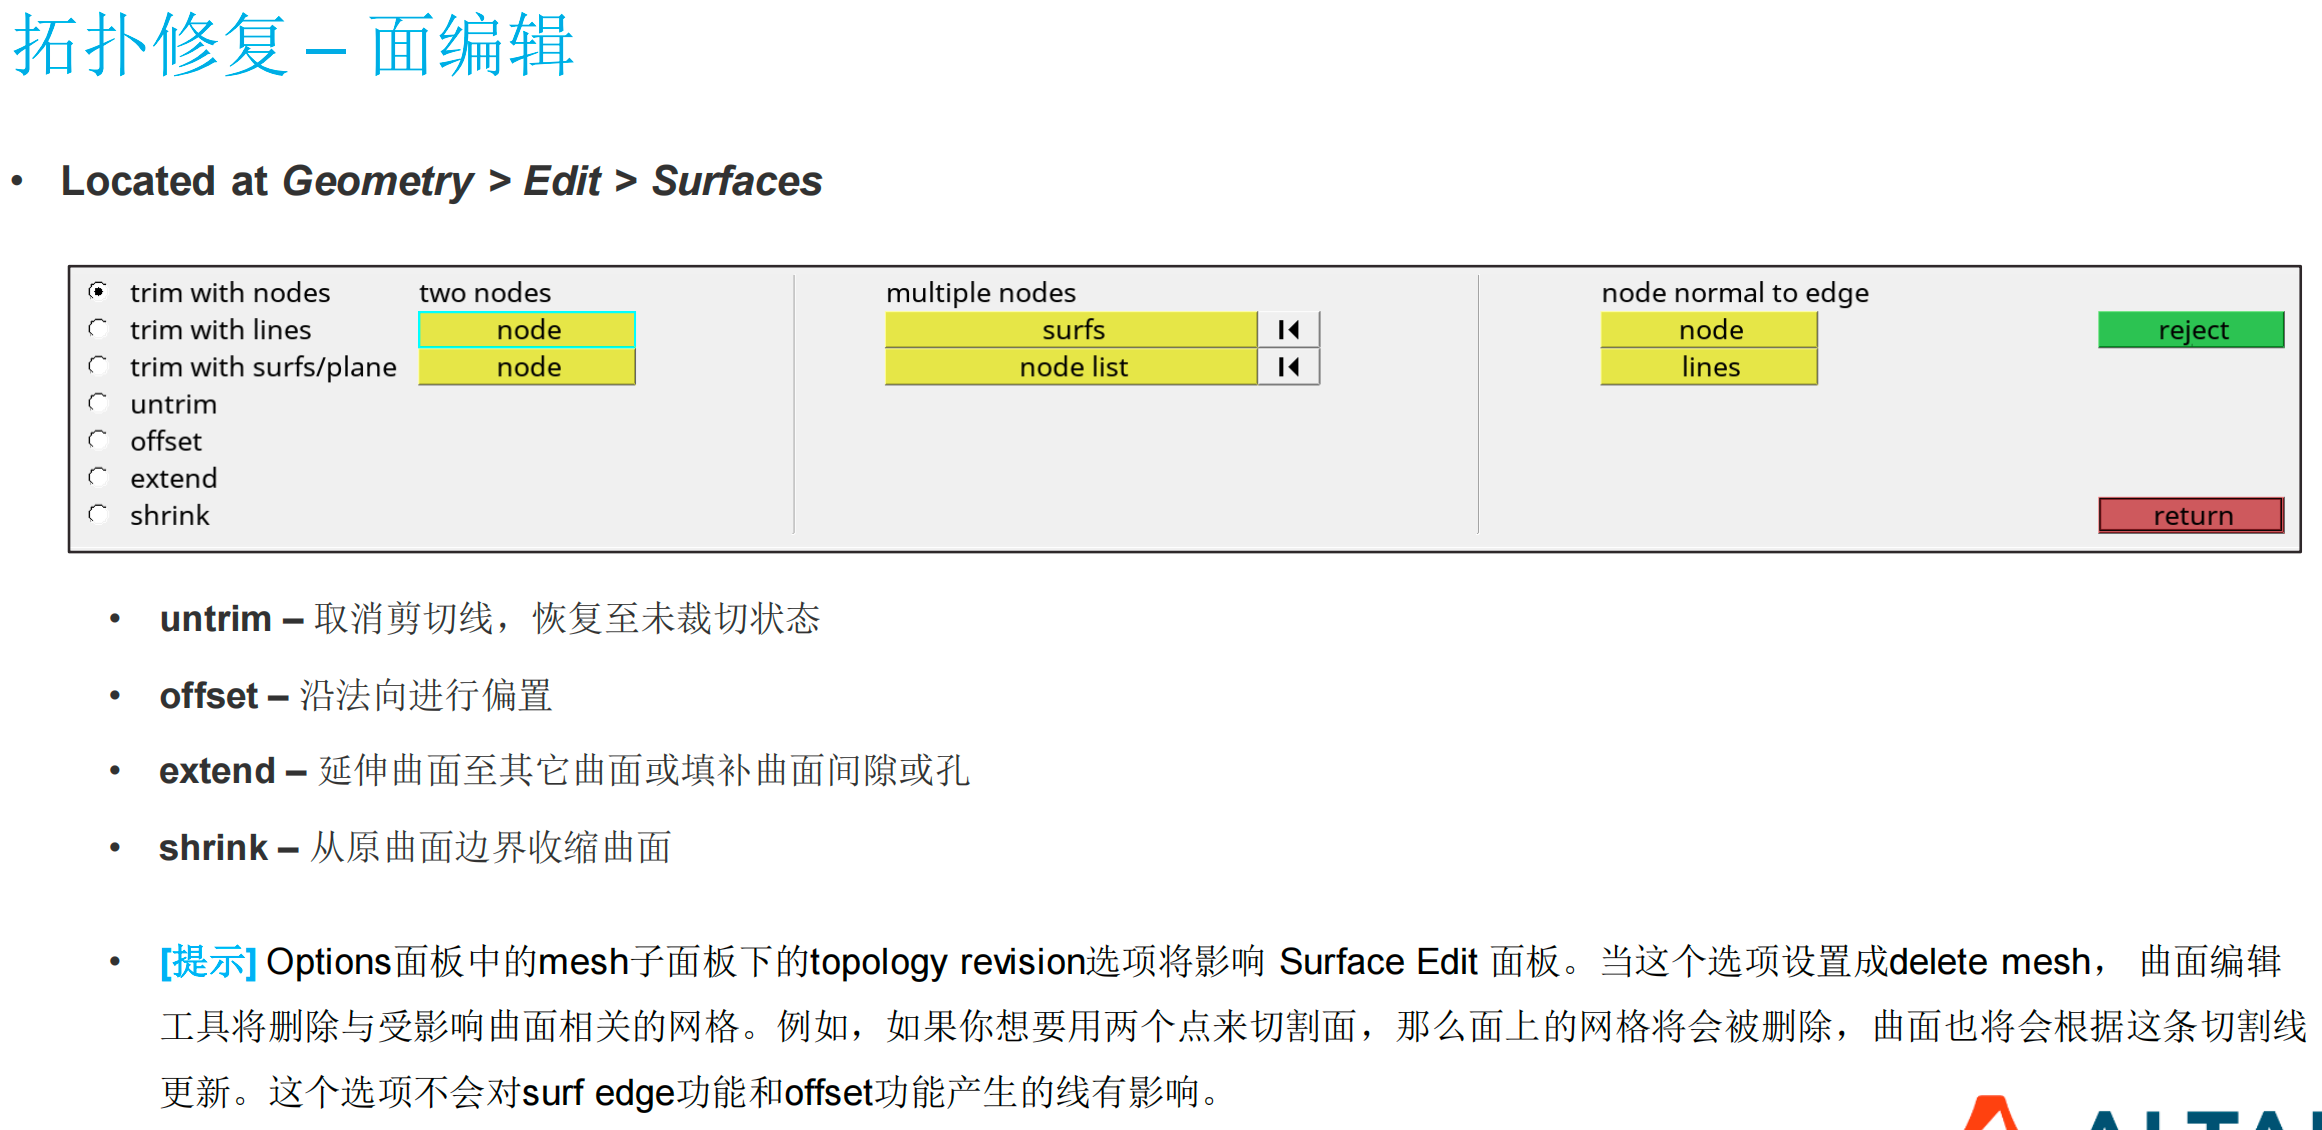 拓扑修复 – 面编辑
• Located at Geometry > Edit > Surfaces
trim with nodes two nodes multiple nodes node normal to edge
trim with lines node surfs node reject
trim with surfs/plane node node list lines
untrim
offset
extend
shrink return
• untrim – 取消剪切线，恢复至未裁切状态
• offset – 沿法向进行偏置
• extend – 延伸曲面至其它曲面或填补曲面间隙或孔
• shrink – 从原曲面边界收缩曲面
• [提示] Options面板中的mesh子面板下的topology revision选项将影响 Surface Edit 面板。当这个选项设置成delete mesh， 曲面编辑
工具将删除与受影响曲面相关的网格。例如，如果你想要用两个点来切割面，那么面上的网格将会被删除，曲面也将会根据这条切割线
更新。这个选项不会对surf edge功能和offset功能产生的线有影响。